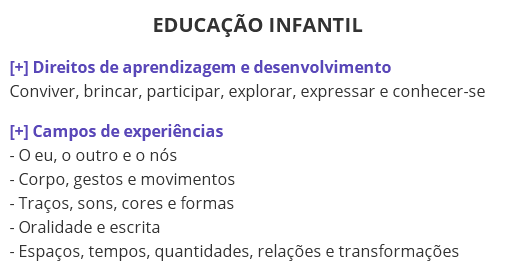 EDUCAÇÃO INFANTIL
[+] Direitos de aprendizagem e desenvolvimento
Conviver, brincar, participar, explorar, expressar e conhecer-se
[+] Campos de experiências
- O eu, o outro e o nós
- Corpo, gestos e movimentos
- Traços, sons, cores e formas
- Oralidade e escrita
- Espaços, tempos, quantidades, relações e transformações